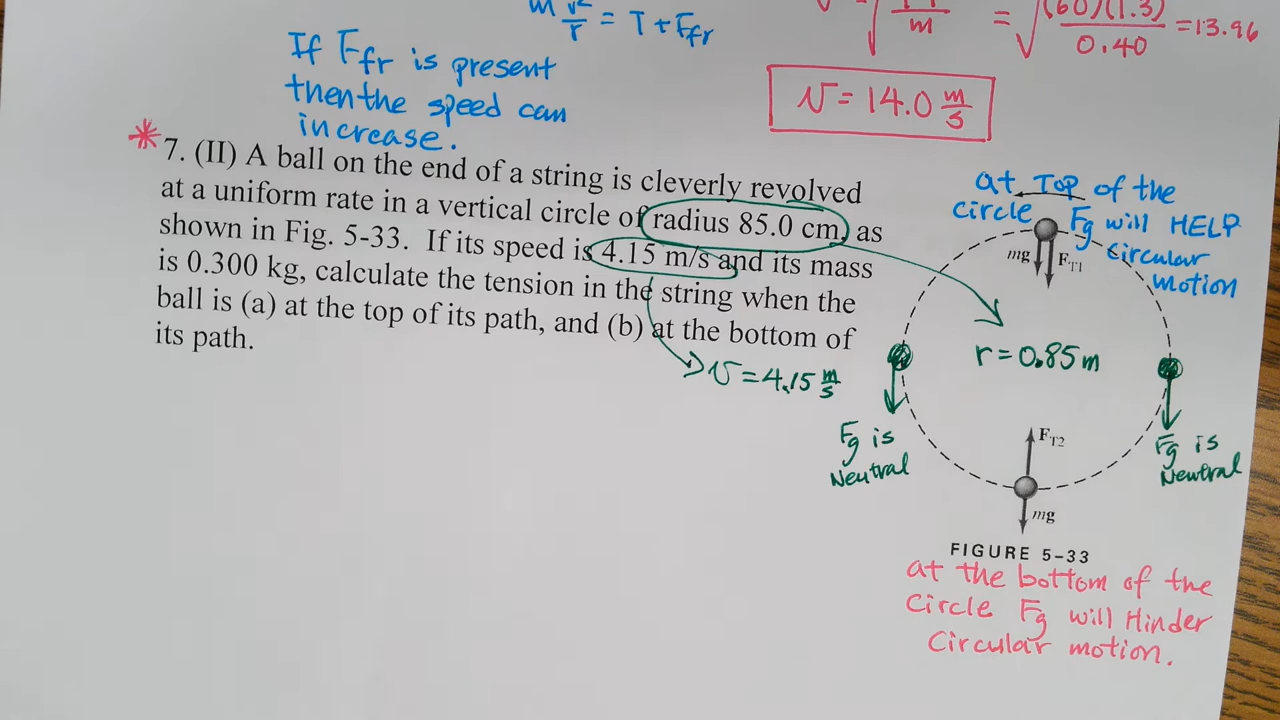 m v²/r = T + Ffr
m = √(60)(1.3)/0.40 = 13.96
If Ffr is present
then the speed can
increase.
v = 14.0 m/s
*7. (II) A ball on the end of a string is cleverly revolved
at a uniform rate in a vertical circle of radius 85.0 cm, as
shown in Fig. 5-33. If its speed is 4.15 m/s and its mass
is 0.300 kg, calculate the tension in the string when the
ball is (a) at the top of its path, and (b) at the bottom of
its path.
v = 4.15 m/s
at TOP of the
circle Fg will HELP
circular
motion
mg FT1
r = 0.85 m
Fg is
Neutral
Fg is
Newtral
FT2
mg
FIGURE 5-33
at the bottom of the
circle Fg will Hinder
Circular motion.